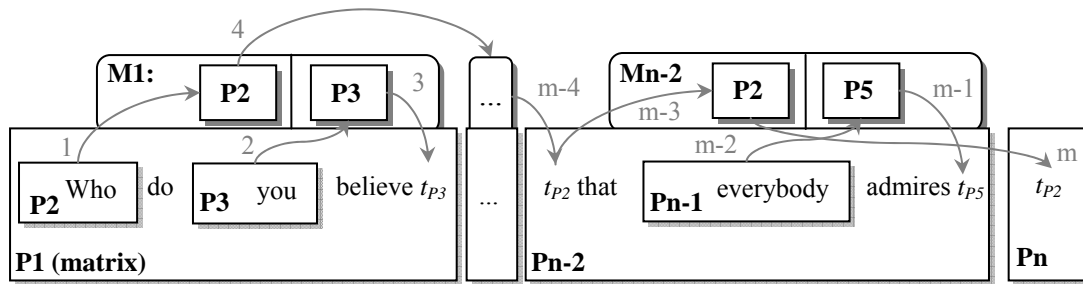 4
M1: P2 P3 3 ... m-4 Mn-2 P2 P5 m-1
m-3
1 2 m-2 m
P2 Who do P3 you believe tP3 ... tP2 that Pn-1 everybody admires tP5 tP2
P1 (matrix) Pn-2 Pn